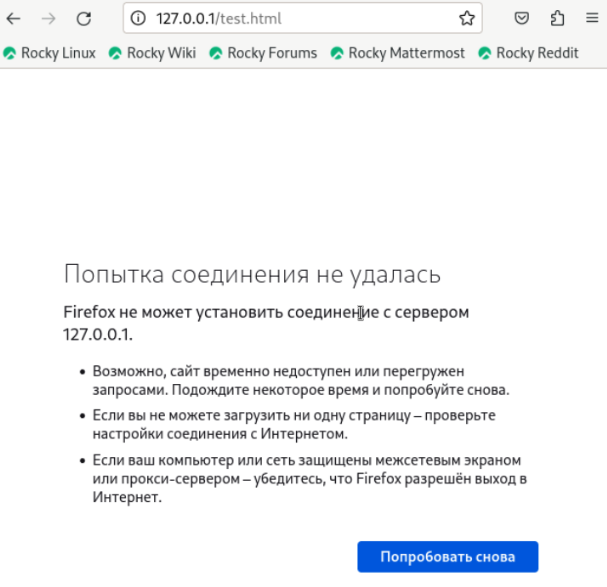 127.0.0.1/test.html
Rocky Linux Rocky Wiki Rocky Forums Rocky Mattermost Rocky Reddit
Попытка соединения не удалась
Firefox не может установить соединение с сервером
127.0.0.1.
• Возможно, сайт временно недоступен или перегружен
запросами. Подождите некоторое время и попробуйте снова.
• Если вы не можете загрузить ни одну страницу – проверьте
настройки соединения с Интернетом.
• Если ваш компьютер или сеть защищены межсетевым экраном
или прокси-сервером – убедитесь, что Firefox разрешён выход в
Интернет.
Попробовать снова